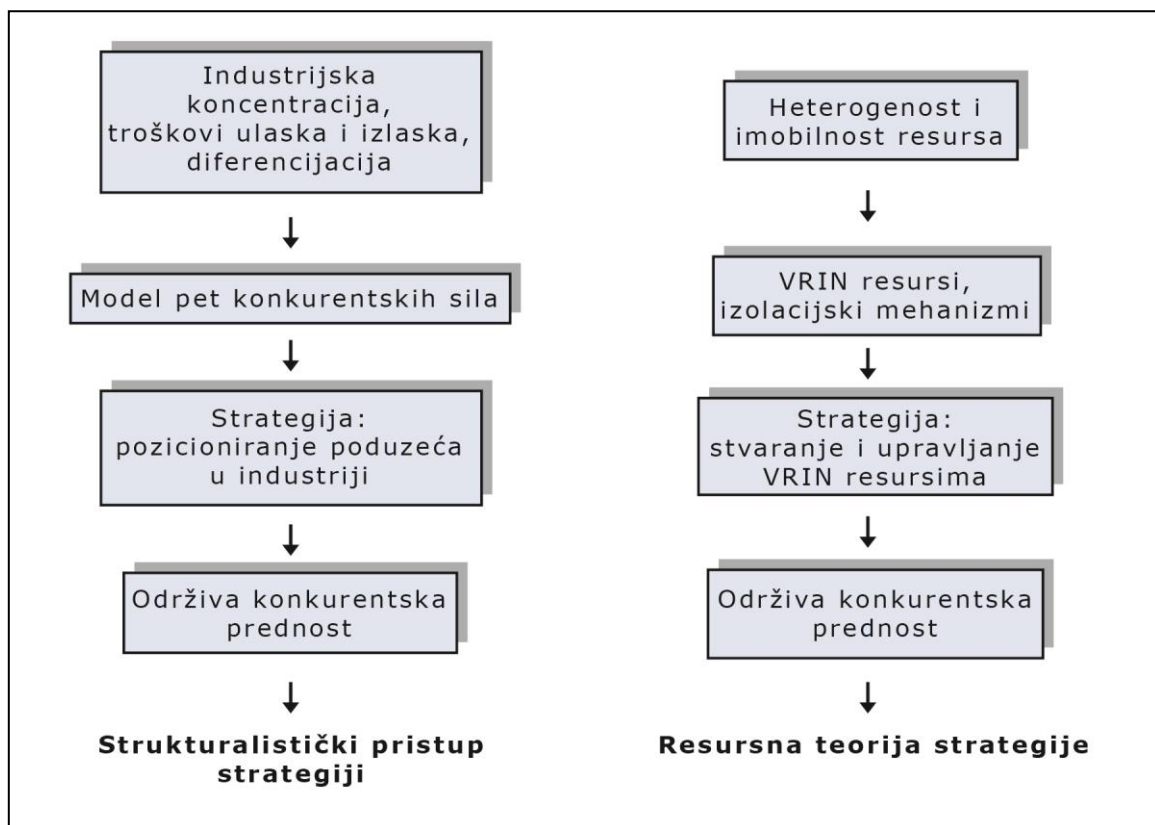 Industrijska
koncentracija,
troškovi ulaska i izlaska,
diferencijacija
Model pet konkurentskih sila
Strategija:
pozicioniranje poduzeća
u industriji
Održiva konkurentska
prednost
Strukturalistički pristup
strategiji
Heterogenost i
imobilnost resursa
VRIN resursi,
izolacijski mehanizmi
Strategija:
stvaranje i upravljanje
VRIN resursima
Održiva konkurentska
prednost
Resursna teorija strategije